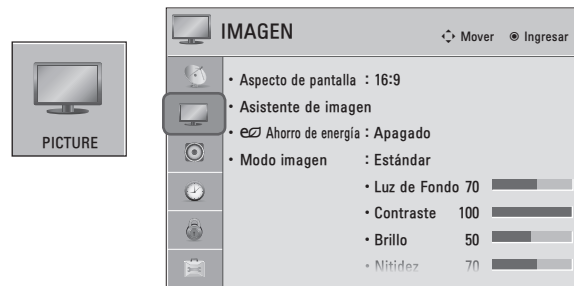 PICTURE
IMAGEN
Mover Ingresar
• Aspecto de pantalla : 16:9
• Asistente de imagen
• Ahorro de energía : Apagado
• Modo imagen : Estándar
• Luz de Fondo 70
• Contraste 100
• Brillo 50
• Nitidez 70